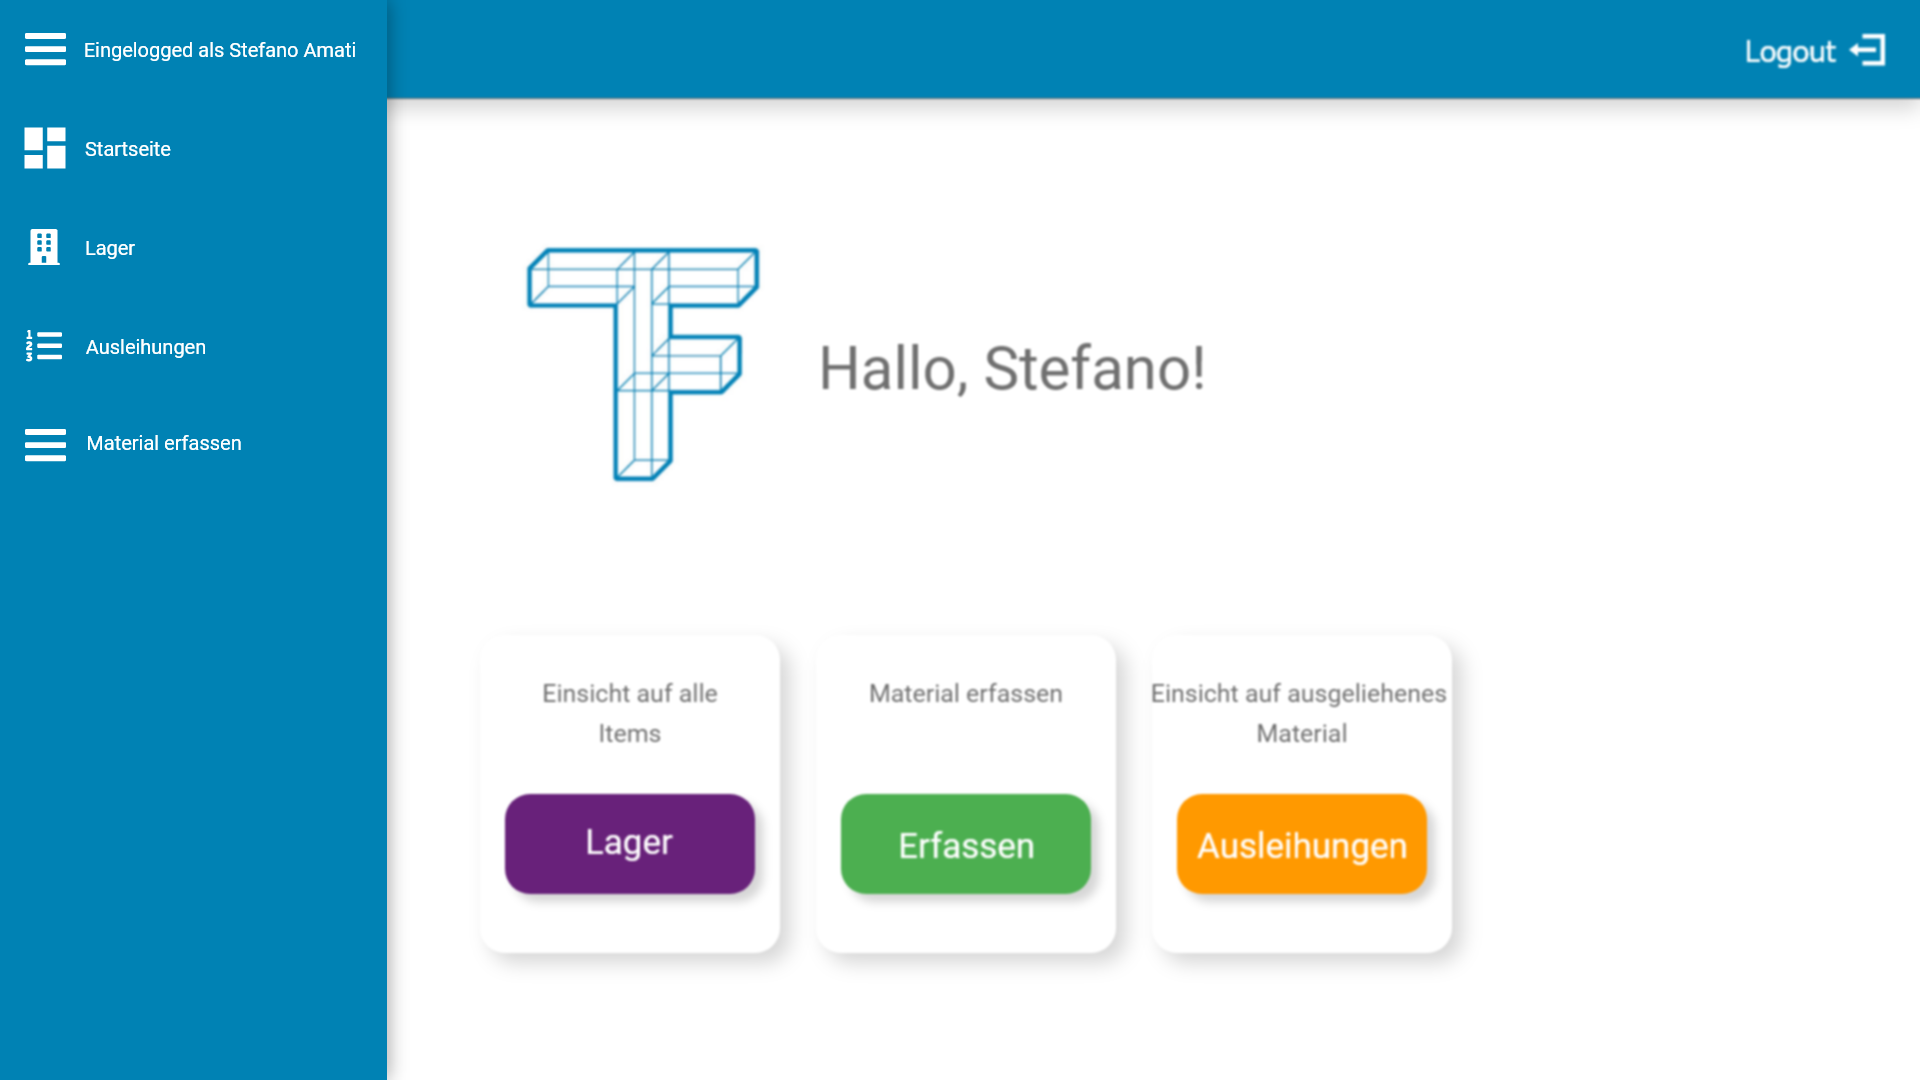 Eingelogged als Stefano Amati
Logout
Startseite
Lager
Ausleihungen
Material erfassen
Hallo, Stefano!
Einsicht auf alle
Items
Lager
Material erfassen
Erfassen
Einsicht auf ausgeliehenes
Material
Ausleihungen